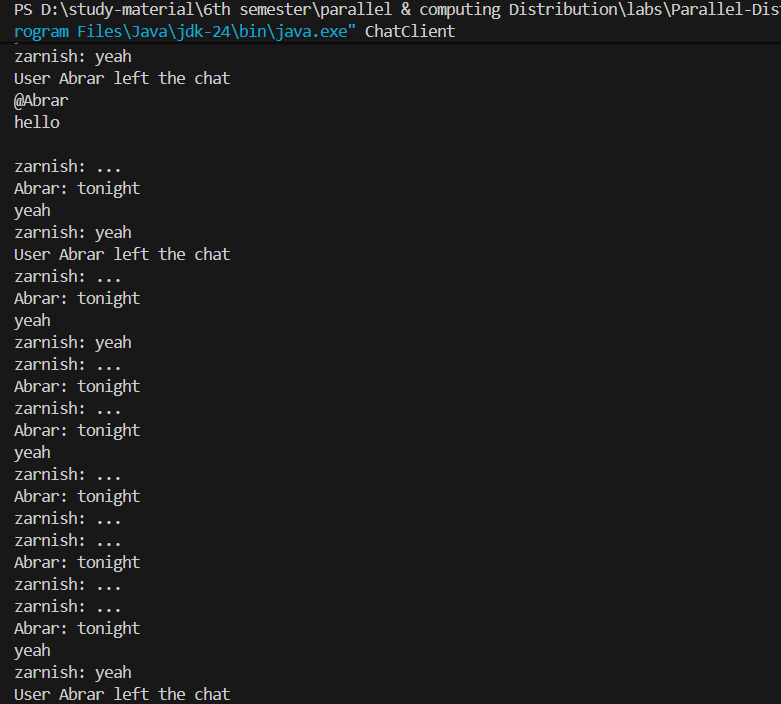 PS D:\study-material\6th semester\parallel & computing Distribution\labs\Parallel-Dis
rogram Files\Java\jdk-24\bin\java.exe" ChatClient
zarnish: yeah
User Abrar left the chat
@Abrar
hello
zarnish: ...
Abrar: tonight
yeah
zarnish: yeah
User Abrar left the chat
zarnish: ...
Abrar: tonight
yeah
zarnish: yeah
zarnish: ...
Abrar: tonight
zarnish: ...
Abrar: tonight
yeah
zarnish: ...
Abrar: tonight
zarnish: ...
zarnish: ...
Abrar: tonight
zarnish: ...
zarnish: ...
Abrar: tonight
yeah
zarnish: yeah
User Abrar left the chat